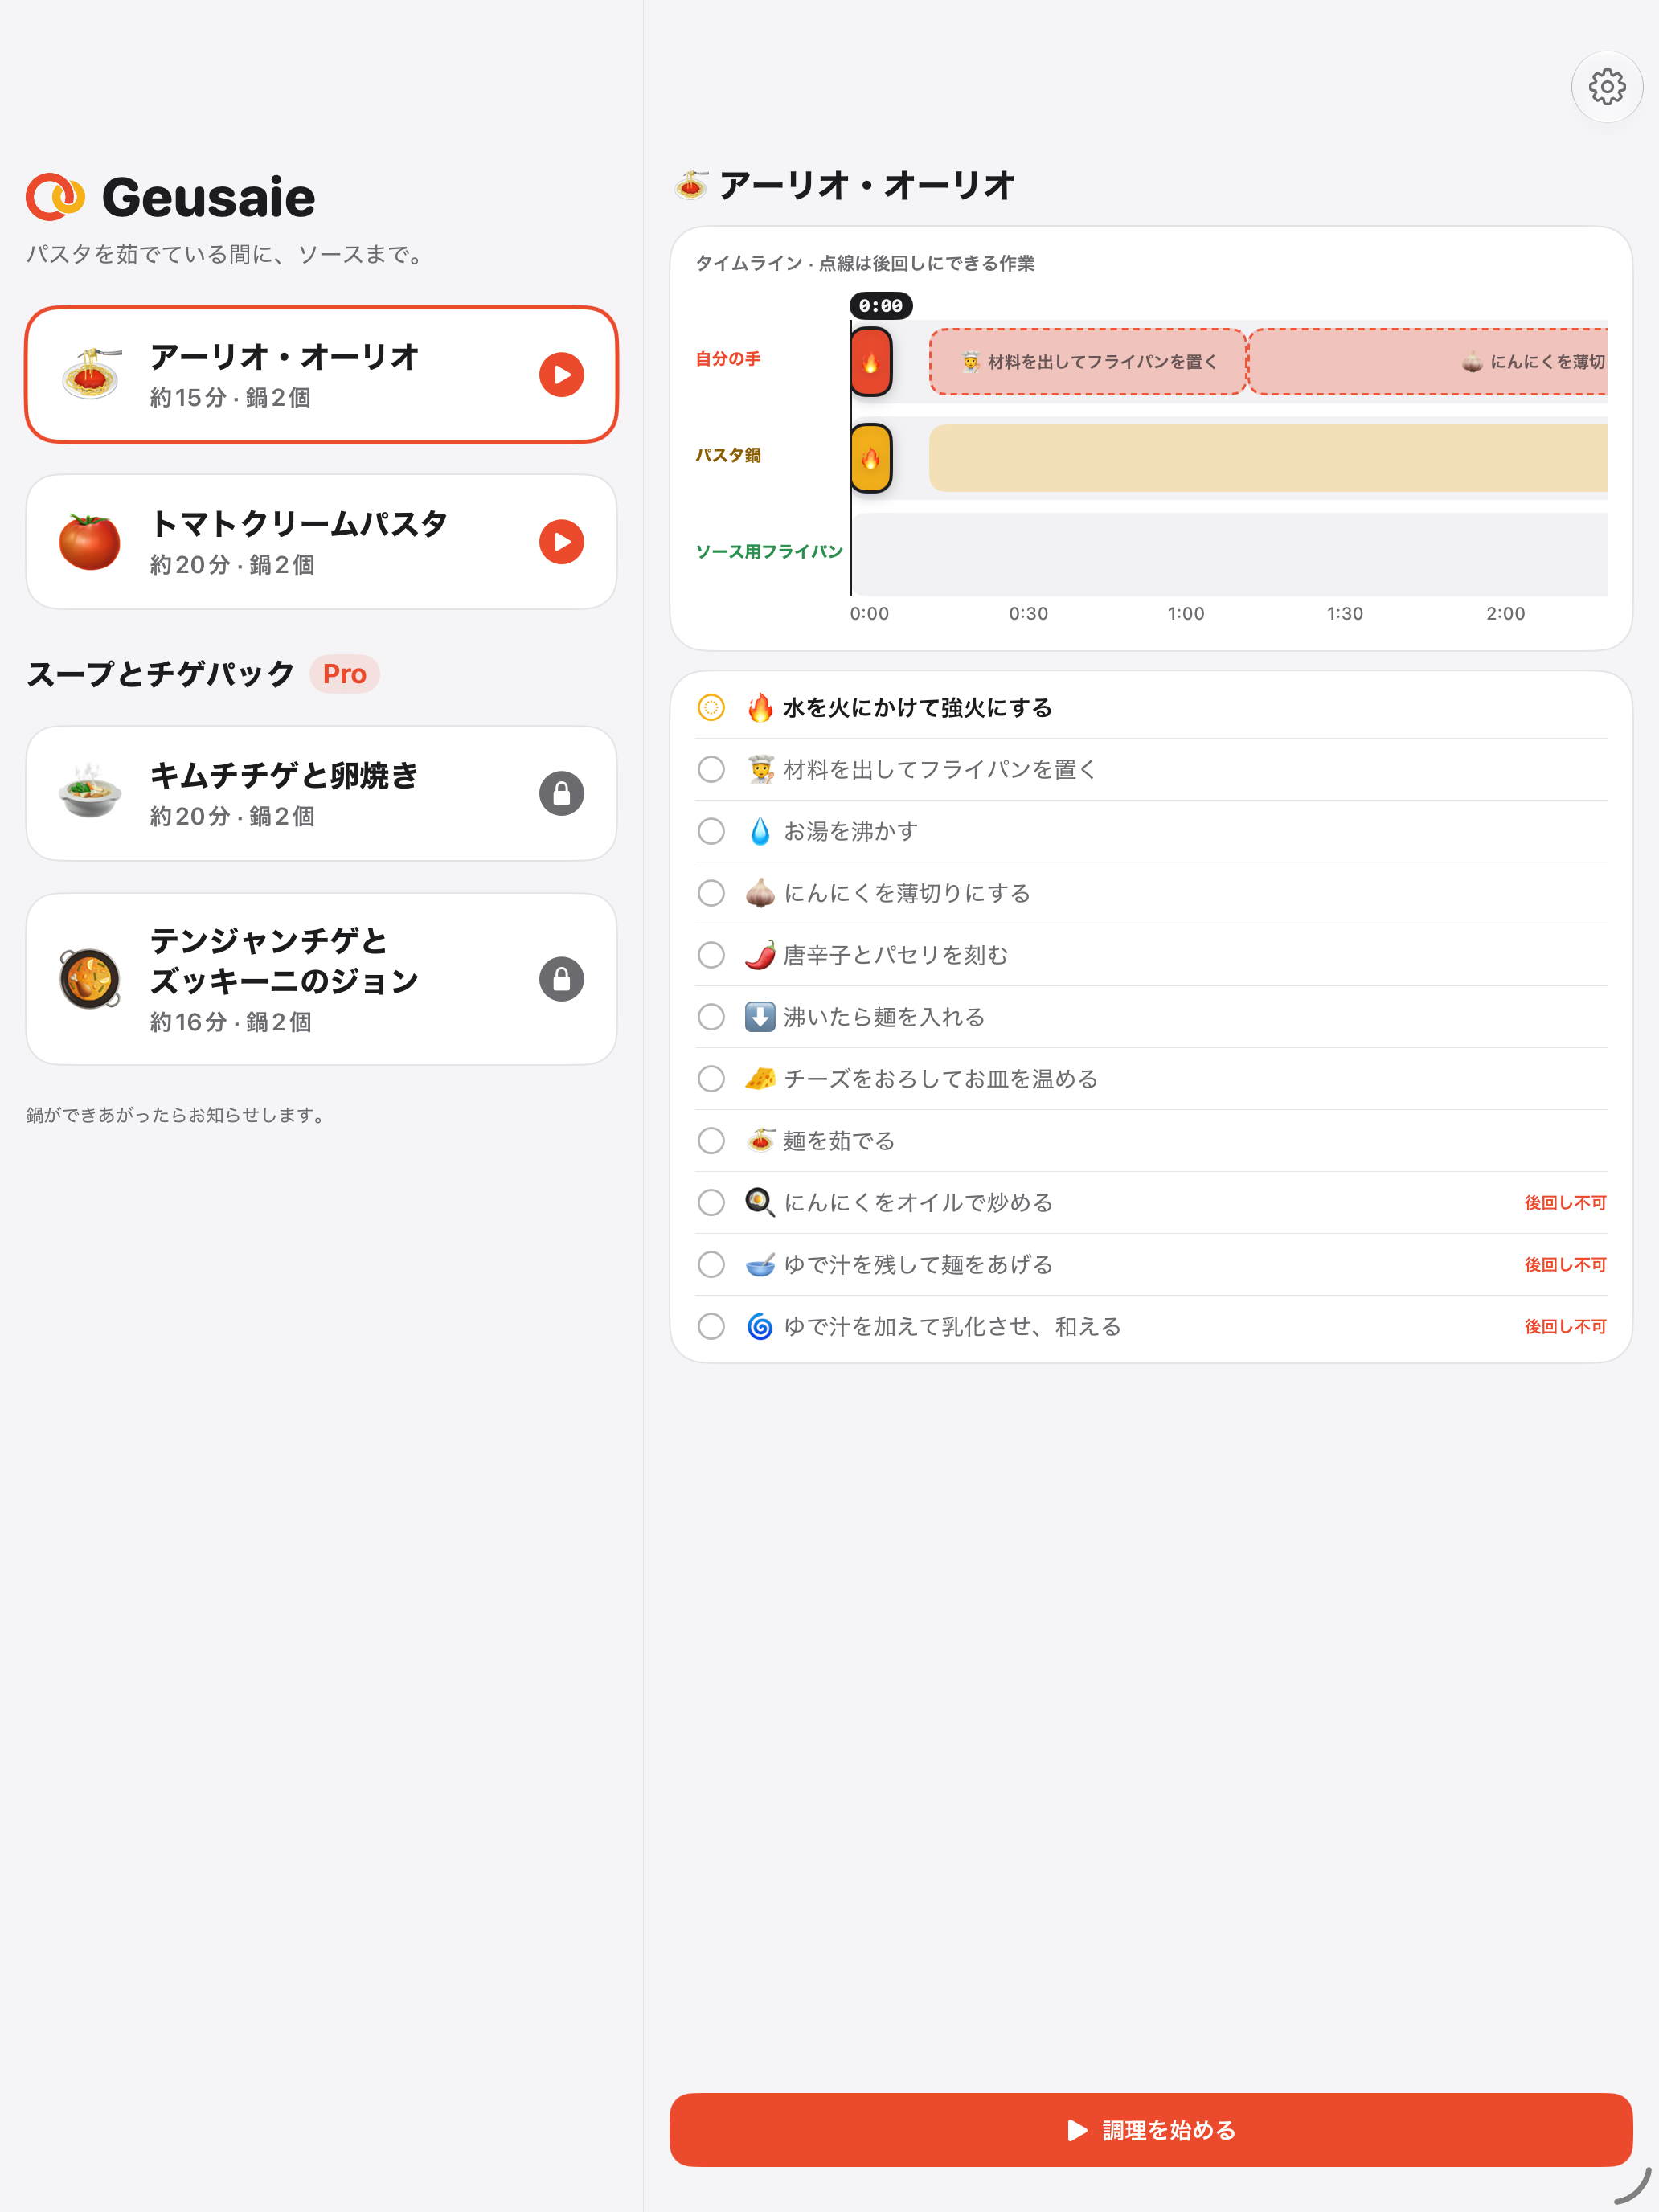 Geusaie
パスタを茹でている間に、ソースまで。
アーリオ・オーリオ
約15分・鍋2個
トマトクリームパスタ
約20分・鍋2個
スープとチゲパック Pro
キムチチゲと卵焼き
約20分・鍋2個
テンジャンチゲと
ズッキーニのジョン
約16分・鍋2個
鍋ができあがったらお知らせします。
アーリオ・オーリオ
タイムライン・点線は後回しにできる作業
0:00
自分の手
材料を出してフライパンを置く
にんにくを薄切
パスタ鍋
ソース用フライパン
0:00 0:30 1:00 1:30 2:00
水を火にかけて強火にする
材料を出してフライパンを置く
お湯を沸かす
にんにくを薄切りにする
唐辛子とパセリを刻む
沸いたら麺を入れる
チーズをおろしてお皿を温める
麺を茹でる
にんにくをオイルで炒める 後回し不可
ゆで汁を残して麺をあげる 後回し不可
ゆで汁を加えて乳化させ、和える 後回し不可
調理を始める